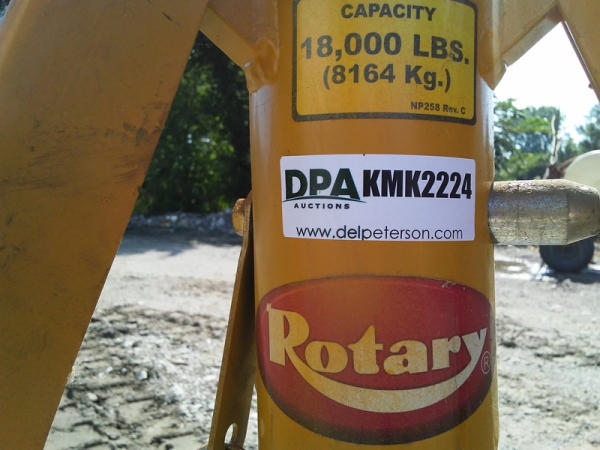 CAPACITY
18,000 LBS.
(8164 Kg.)
NP258 Rev. C
DPA KMK2224
AUCTIONS
www.delpeterson.com
Rotary
®